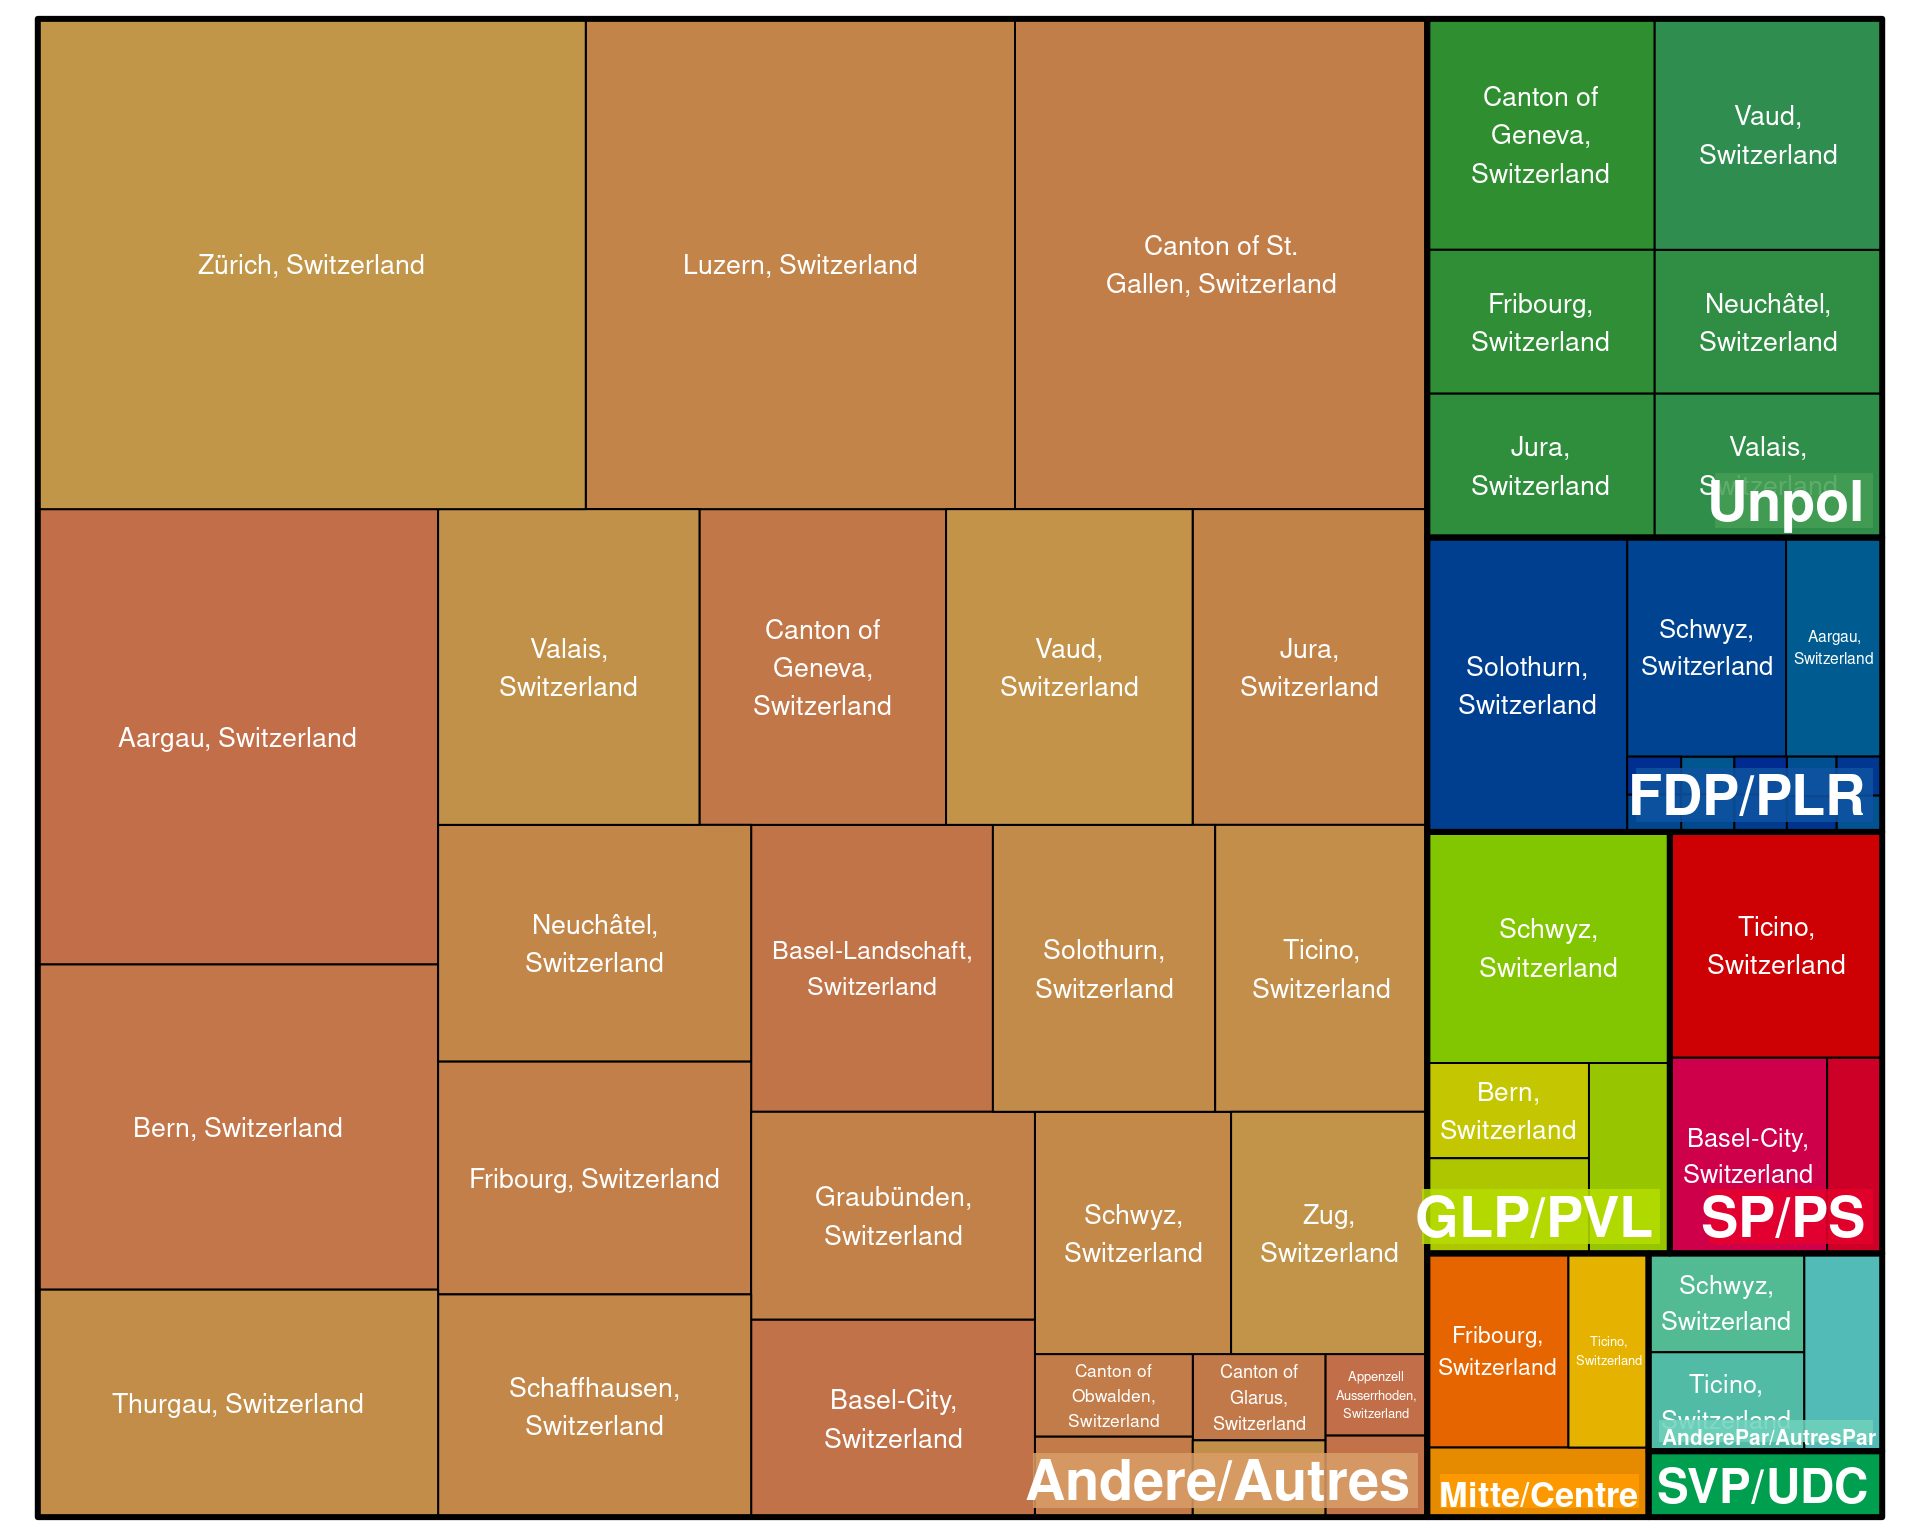 Zürich, Switzerland
Luzern, Switzerland
Canton of St.
Gallen, Switzerland
Aargau, Switzerland
Valais,
Switzerland
Canton of
Geneva,
Switzerland
Vaud,
Switzerland
Jura,
Switzerland
Bern, Switzerland
Thurgau, Switzerland
Neuchâtel,
Switzerland
Fribourg, Switzerland
Schaffhausen,
Switzerland
Basel-Landschaft,
Switzerland
Solothurn,
Switzerland
Ticino,
Switzerland
Graubünden,
Switzerland
Basel-City,
Switzerland
Schwyz,
Switzerland
Zug,
Switzerland
Canton of
Obwalden,
Switzerland
Canton of
Glarus,
Switzerland
Appenzell
Ausserrhoden,
Switzerland
Andere/Autres
Canton of
Geneva,
Switzerland
Vaud,
Switzerland
Fribourg,
Switzerland
Neuchâtel,
Switzerland
Jura,
Switzerland
Valais,
Switzerland
Unpol
Solothurn,
Switzerland
Schwyz,
Switzerland
Aargau,
Switzerland
FDP/PLR
Schwyz,
Switzerland
Bern,
Switzerland
GLP/PVL
Ticino,
Switzerland
Basel-City,
Switzerland
SP/PS
Fribourg,
Switzerland
Ticino,
Switzerland
Mitte/Centre
Schwyz,
Switzerland
Ticino,
Switzerland
AnderePar/AutresPar
SVP/UDC